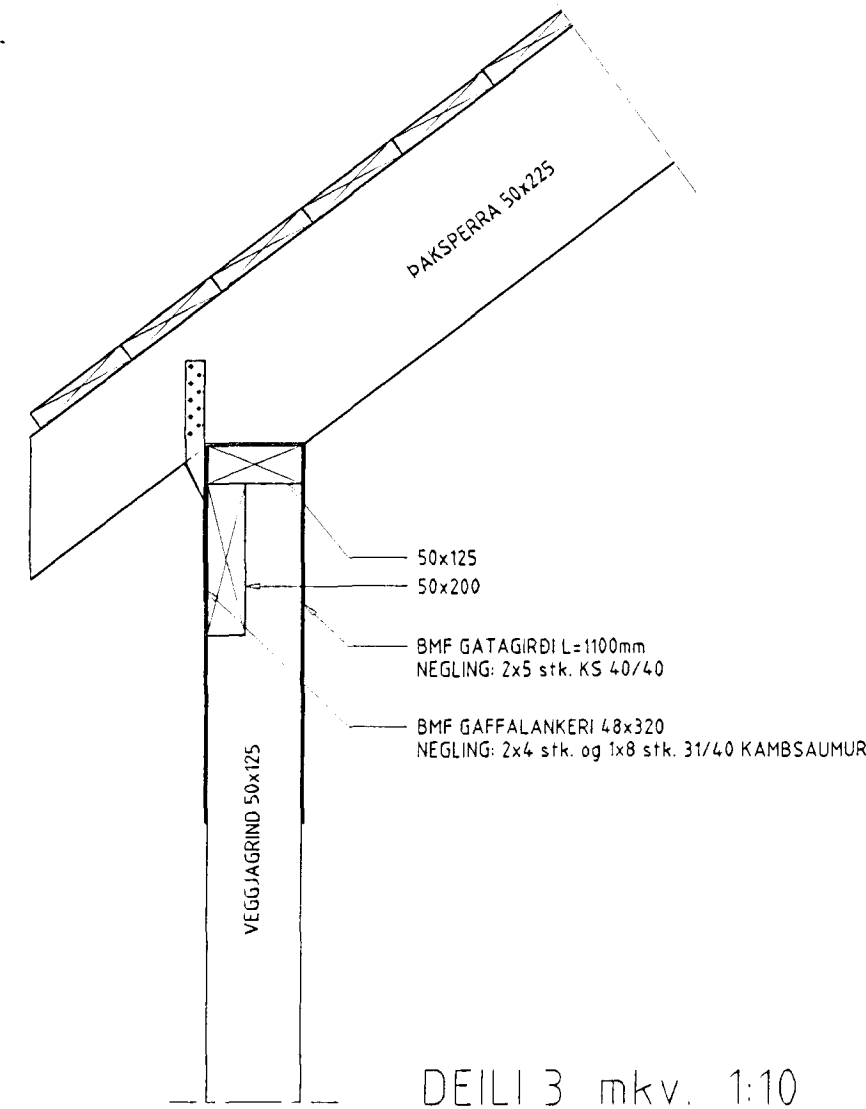 ÞAKSPERRA 50x225
50x125
50x200
BMF GATAGIRÐI L=1100mm
NEGLING: 2x5 stk. KS 40/40
BMF GAFFALANKERI 48x320
NEGLING: 2x4 stk. og 1x8 stk. 31/40 KAMBSAUMUR
VEGGJAGRIND 50x125
DEILI 3 mkv. 1:10